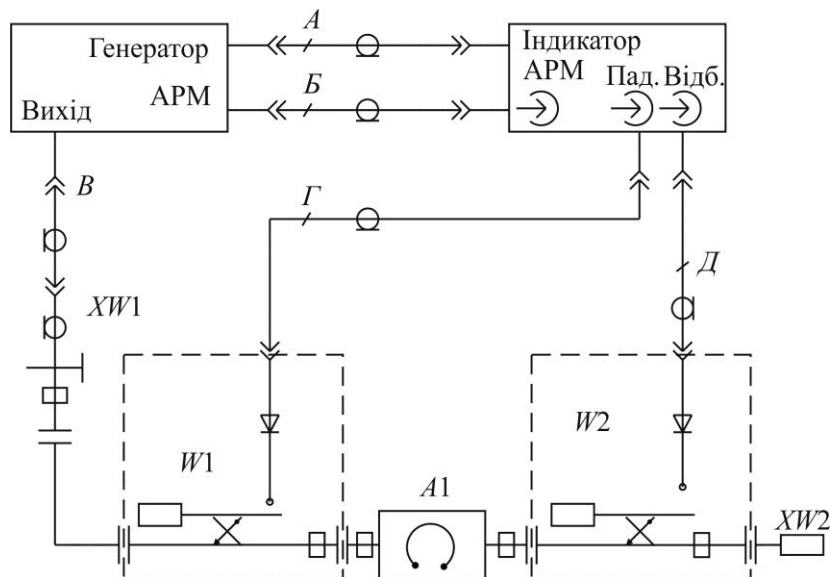 А
Генератор
АРМ
Вихід
Б
Індикатор
АРМ
Пад. Відб.
В
Г
Д
XW1
W1
A1
W2
XW2